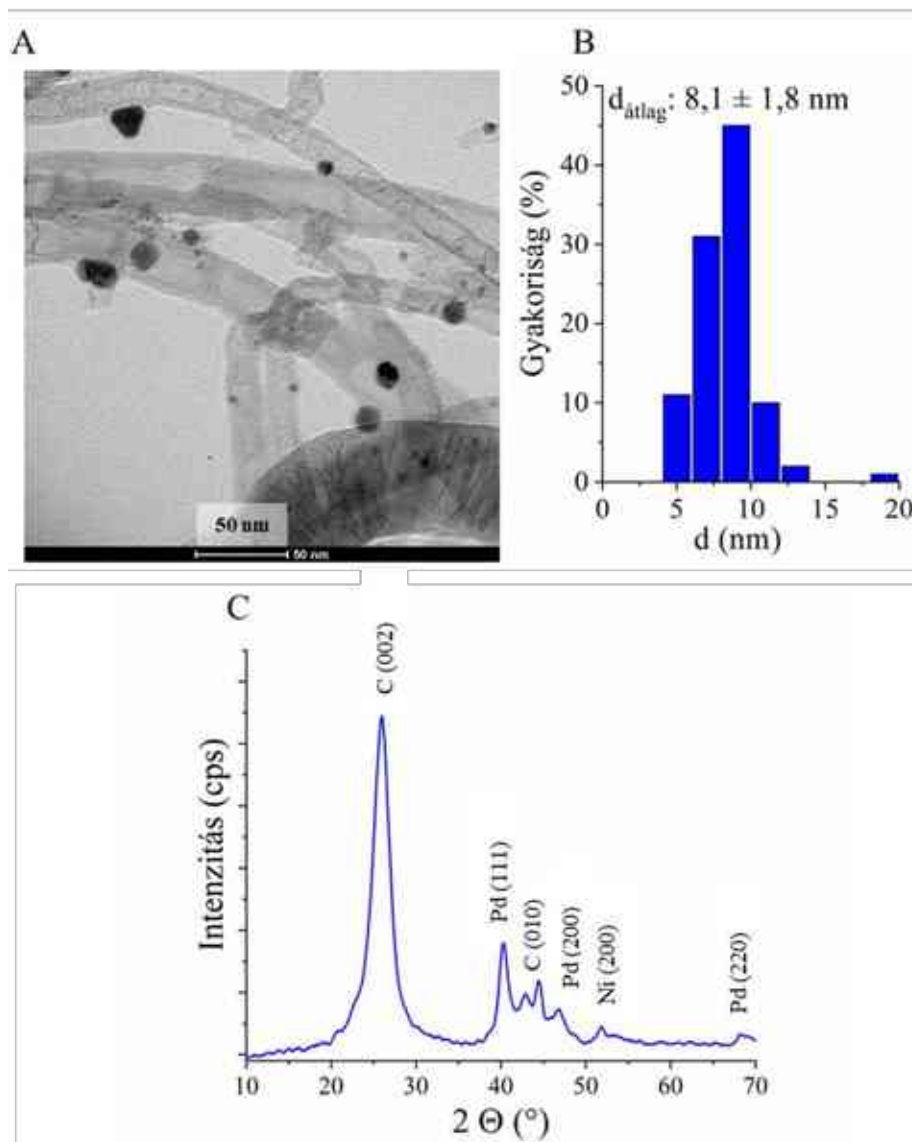 A
50 nm
50 nm
B
d átlag: 8,1 ± 1,8 nm
Gyakoriság (%)
50
40
30
20
10
0
0 5 10 15 20
d (nm)
C
Intenzitás (cps)
C (002)
Pd (111)
C (010)
Pd (200)
Ni (200)
Pd (220)
10 20 30 40 50 60 70
2 Θ (°)